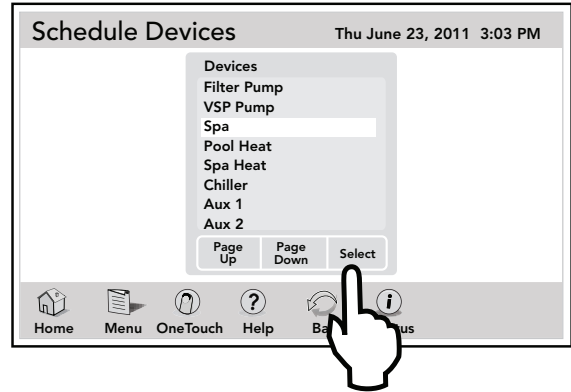 Schedule Devices
Thu June 23, 2011 3:03 PM
Devices
Filter Pump
VSP Pump
Spa
Pool Heat
Spa Heat
Chiller
Aux 1
Aux 2
Page Up Page Down Select
Home Menu OneTouch Help